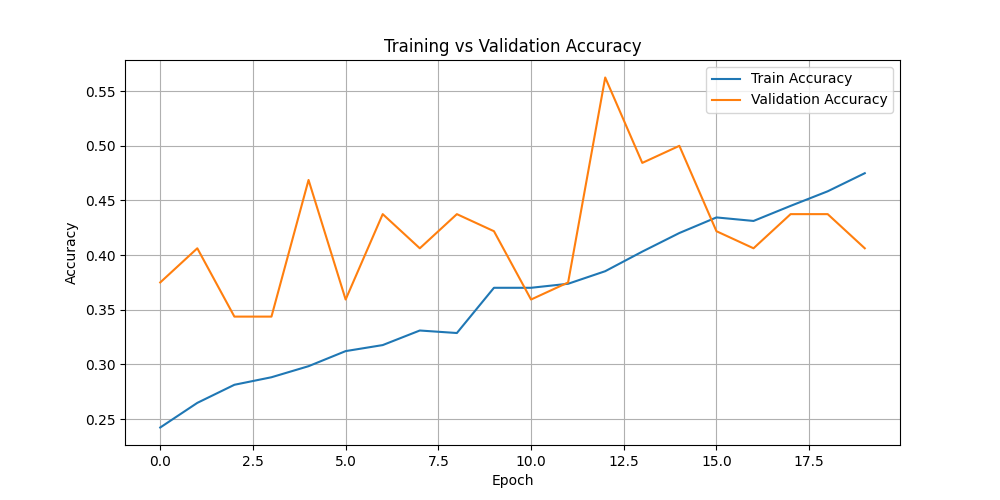 Training vs Validation Accuracy
Train Accuracy
Validation Accuracy
0.55
0.50
0.45
0.40
0.35
0.30
0.25
Accuracy
0.0 2.5 5.0 7.5 10.0 12.5 15.0 17.5
Epoch